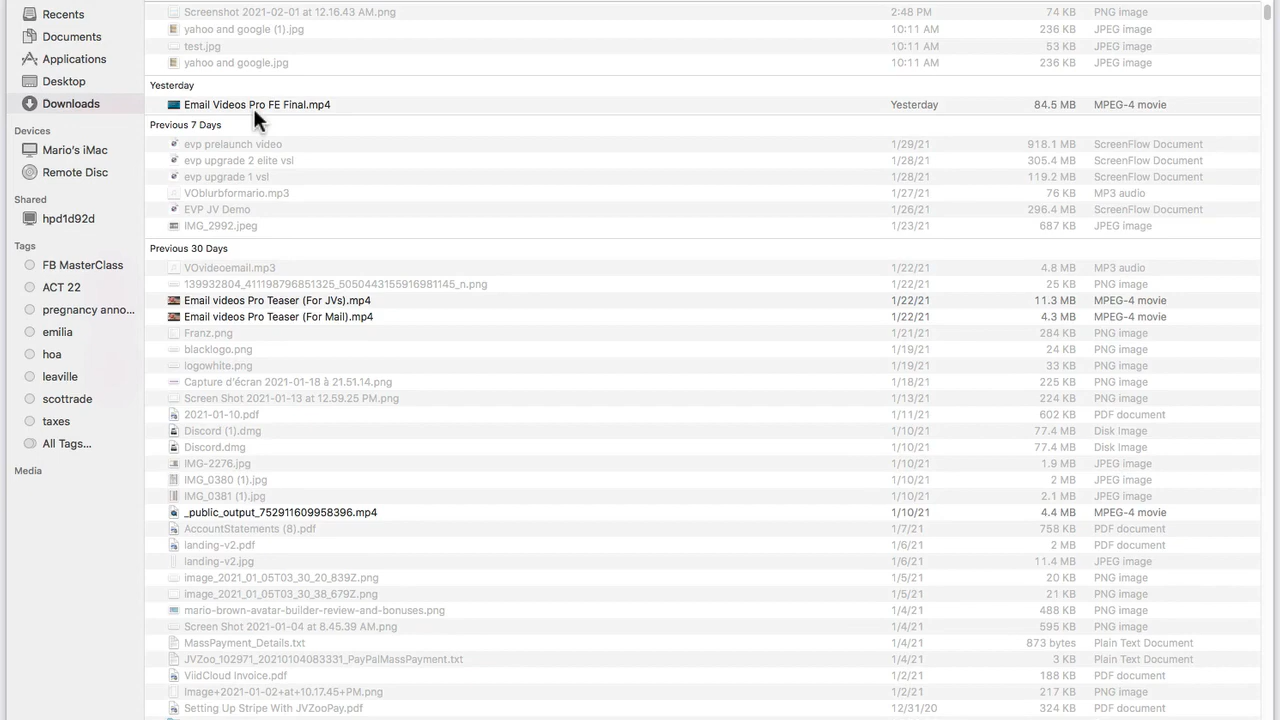 Recents
Documents
Applications
Desktop
Downloads
Devices
Mario's iMac
Remote Disc
Shared
hpd1d92d
Tags
FB MasterClass
ACT 22
pregnancy anno...
emilia
hoa
leaville
scottrade
taxes
All Tags...
Media
Screenshot 2021-02-01 at 12.16.43 AM.png 2:48 PM 74 KB PNG image
yahoo and google (1).jpg 10:11 AM 236 KB JPEG image
test.jpg 10:11 AM 53 KB JPEG image
yahoo and google.jpg 10:11 AM 236 KB JPEG image
Yesterday
Email Videos Pro FE Final.mp4 Yesterday 84.5 MB MPEG-4 movie
Previous 7 Days
evp prelaunch video 1/29/21 918.1 MB ScreenFlow Document
evp upgrade 2 elite vsl 1/28/21 305.4 MB ScreenFlow Document
evp upgrade 1 vsl 1/28/21 119.2 MB ScreenFlow Document
VOblurbformario.mp3 1/27/21 76 KB MP3 audio
EVP JV Demo 1/26/21 296.4 MB ScreenFlow Document
IMG_2992.jpeg 1/23/21 687 KB JPEG image
Previous 30 Days
VOvideoemail.mp3 1/22/21 4.8 MB MP3 audio
139932804_411198796851325_5050443155916981145_n.png 1/22/21 25 KB PNG image
Email videos Pro Teaser (For JVs).mp4 1/22/21 11.3 MB MPEG-4 movie
Email videos Pro Teaser (For Mail).mp4 1/22/21 4.3 MB MPEG-4 movie
Franz.png 1/21/21 284 KB PNG image
blacklogo.png 1/19/21 24 KB PNG image
logowhite.png 1/19/21 33 KB PNG image
Capture d'écran 2021-01-18 à 21.51.14.png 1/18/21 225 KB PNG image
Screen Shot 2021-01-13 at 12.59.25 PM.png 1/13/21 224 KB PNG image
2021-01-10.pdf 1/11/21 602 KB PDF document
Discord (1).dmg 1/10/21 77.4 MB Disk Image
Discord.dmg 1/10/21 77.4 MB Disk Image
IMG-2276.jpg 1/10/21 1.9 MB JPEG image
IMG_0380 (1).jpg 1/10/21 2 MB JPEG image
IMG_0381 (1).jpg 1/10/21 2.1 MB JPEG image
_public_output_752911609958396.mp4 1/10/21 4.4 MB MPEG-4 movie
AccountStatements (8).pdf 1/7/21 758 KB PDF document
landing-v2.pdf 1/6/21 2 MB PDF document
landing-v2.jpg 1/6/21 11.4 MB JPEG image
image_2021_01_05T03_30_20_839Z.png 1/5/21 20 KB PNG image
image_2021_01_05T03_30_38_679Z.png 1/5/21 21 KB PNG image
mario-brown-avatar-builder-review-and-bonuses.png 1/4/21 488 KB PNG image
Screen Shot 2021-01-04 at 8.45.39 AM.png 1/4/21 595 KB PNG image
MassPayment_Details.txt 1/4/21 873 bytes Plain Text Document
JVZoo_102971_20210104083331_PayPalMassPayment.txt 1/4/21 3 KB Plain Text Document
ViidCloud Invoice.pdf 1/2/21 188 KB PDF document
Image+2021-01-02+at+10.17.45+PM.png 1/2/21 217 KB PNG image
Setting Up Stripe With JVZooPay.pdf 12/31/20 324 KB PDF document